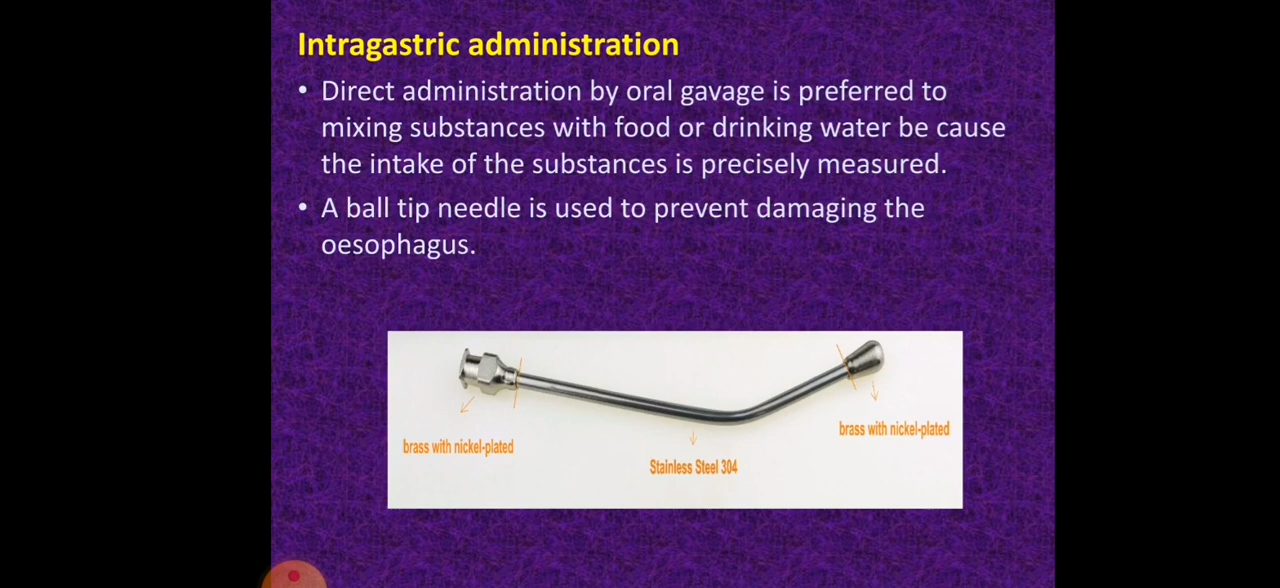 Intragastric administration
• Direct administration by oral gavage is preferred to
mixing substances with food or drinking water be cause
the intake of the substances is precisely measured.
• A ball tip needle is used to prevent damaging the
oesophagus.
brass with nickel-plated
Stainless Steel 304
brass with nickel-plated